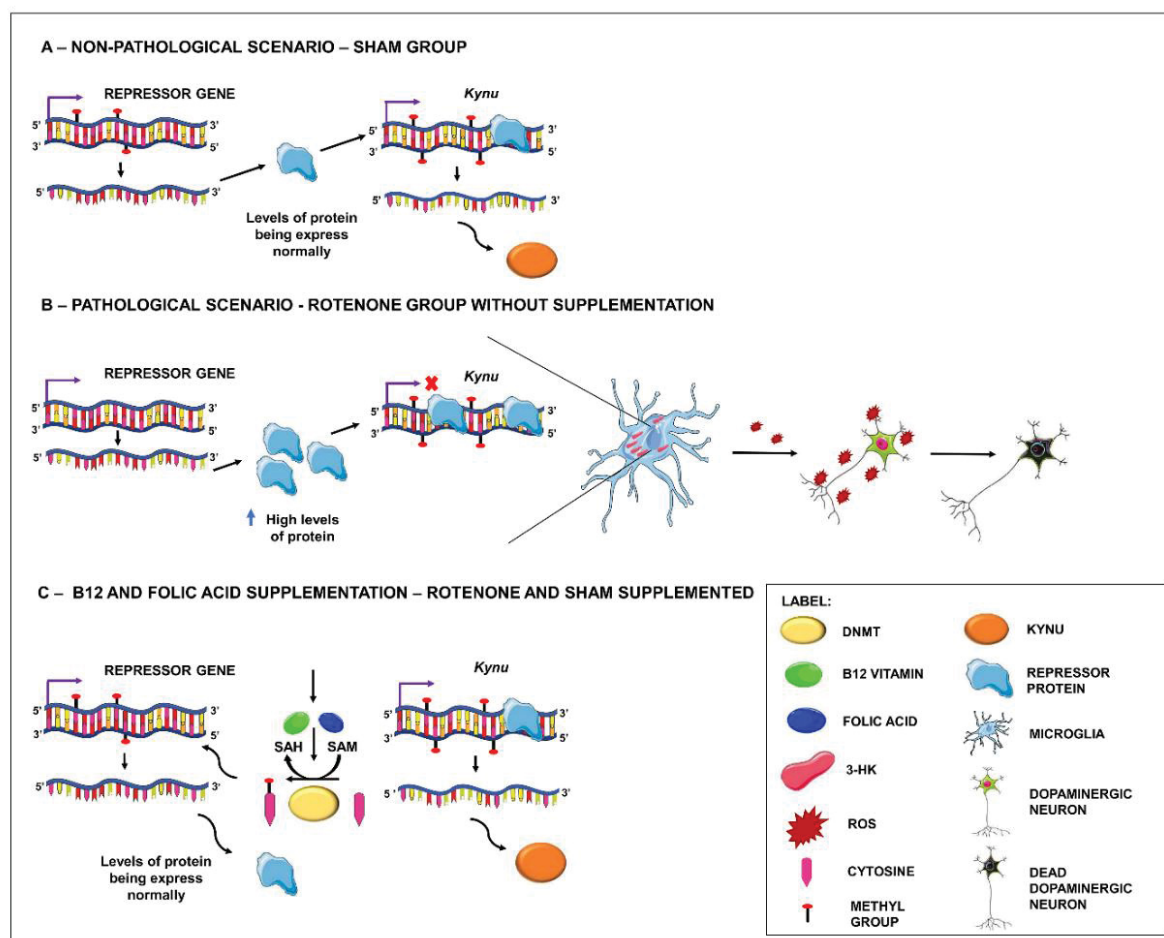 A – NON-PATHOLOGICAL SCENARIO – SHAM GROUP
REPRESSOR GENE
Kynu
5' 3'
3' 5'
5' 3'
5' 3'
3' 5'
5' 3'
Levels of protein
being express
normally
B – PATHOLOGICAL SCENARIO - ROTENONE GROUP WITHOUT SUPPLEMENTATION
REPRESSOR GENE
Kynu
5' 3'
3' 5'
5' 3'
5' 3'
3' 5'
High levels
of protein
C – B12 AND FOLIC ACID SUPPLEMENTATION – ROTENONE AND SHAM SUPPLEMENTED
REPRESSOR GENE
Kynu
5' 3'
3' 5'
5' 3'
SAH SAM
5' 3'
3' 5'
5' 3'
Levels of protein
being express
normally
LABEL:
DNMT
B12 VITAMIN
FOLIC ACID
3-HK
ROS
CYTOSINE
METHYL
GROUP
KYNU
REPRESSOR
PROTEIN
MICROGLIA
DOPAMINERGIC
NEURON
DEAD
DOPAMINERGIC
NEURON